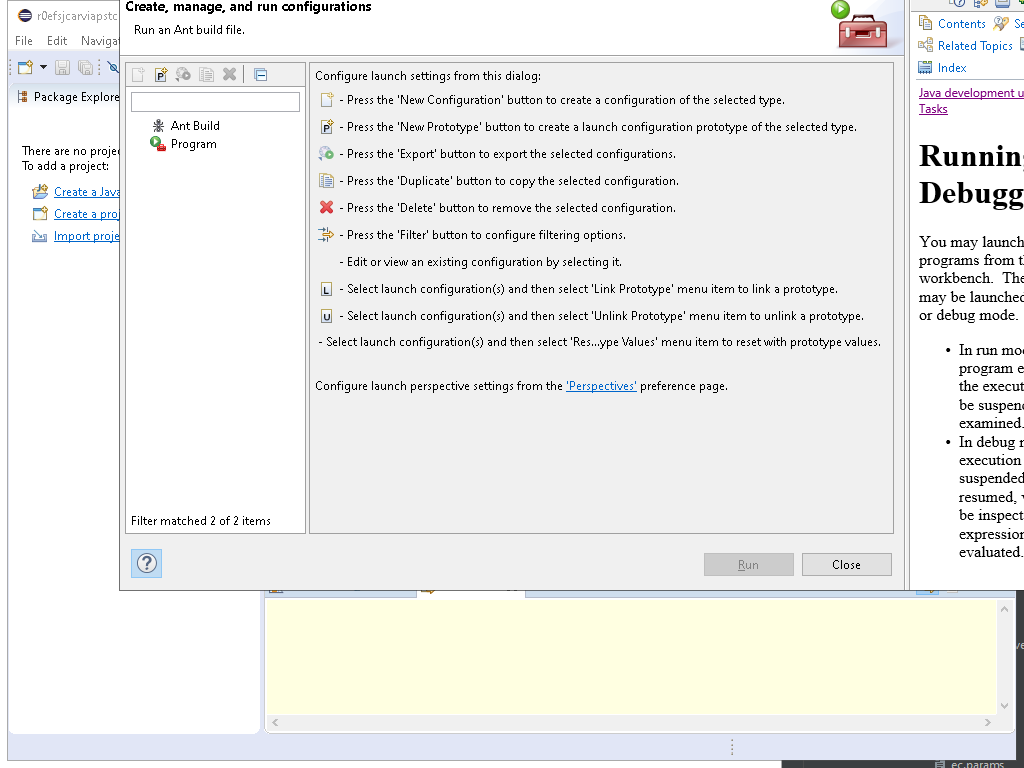 Create, manage, and run configurations
Run an Ant build file.
r0efsjcarviapstc
File Edit Naviga
Package Explore
There are no proje
To add a project:
Create a Java
Create a pro
Import proje
Ant Build
Program
Filter matched 2 of 2 items
Configure launch settings from this dialog:
- Press the 'New Configuration' button to create a configuration of the selected type.
- Press the 'New Prototype' button to create a launch configuration prototype of the selected type.
- Press the 'Export' button to export the selected configurations.
- Press the 'Duplicate' button to copy the selected configuration.
- Press the 'Delete' button to remove the selected configuration.
- Press the 'Filter' button to configure filtering options.
- Edit or view an existing configuration by selecting it.
- Select launch configuration(s) and then select 'Link Prototype' menu item to link a prototype.
- Select launch configuration(s) and then select 'Unlink Prototype' menu item to unlink a prototype.
- Select launch configuration(s) and then select 'Res...ype Values' menu item to reset with prototype values.
Configure launch perspective settings from the 'Perspectives' preference page.
Run Close
Contents Se
Related Topics
Index
Java development u
Tasks
Running
Debugg
You may launch
programs from th
workbench. The
may be launched
or debug mode.
• In run mod
program e
the execut
be suspend
examined.
• In debug m
execution
suspended
resumed, v
be inspect
expression
evaluated.
ve
ec.params